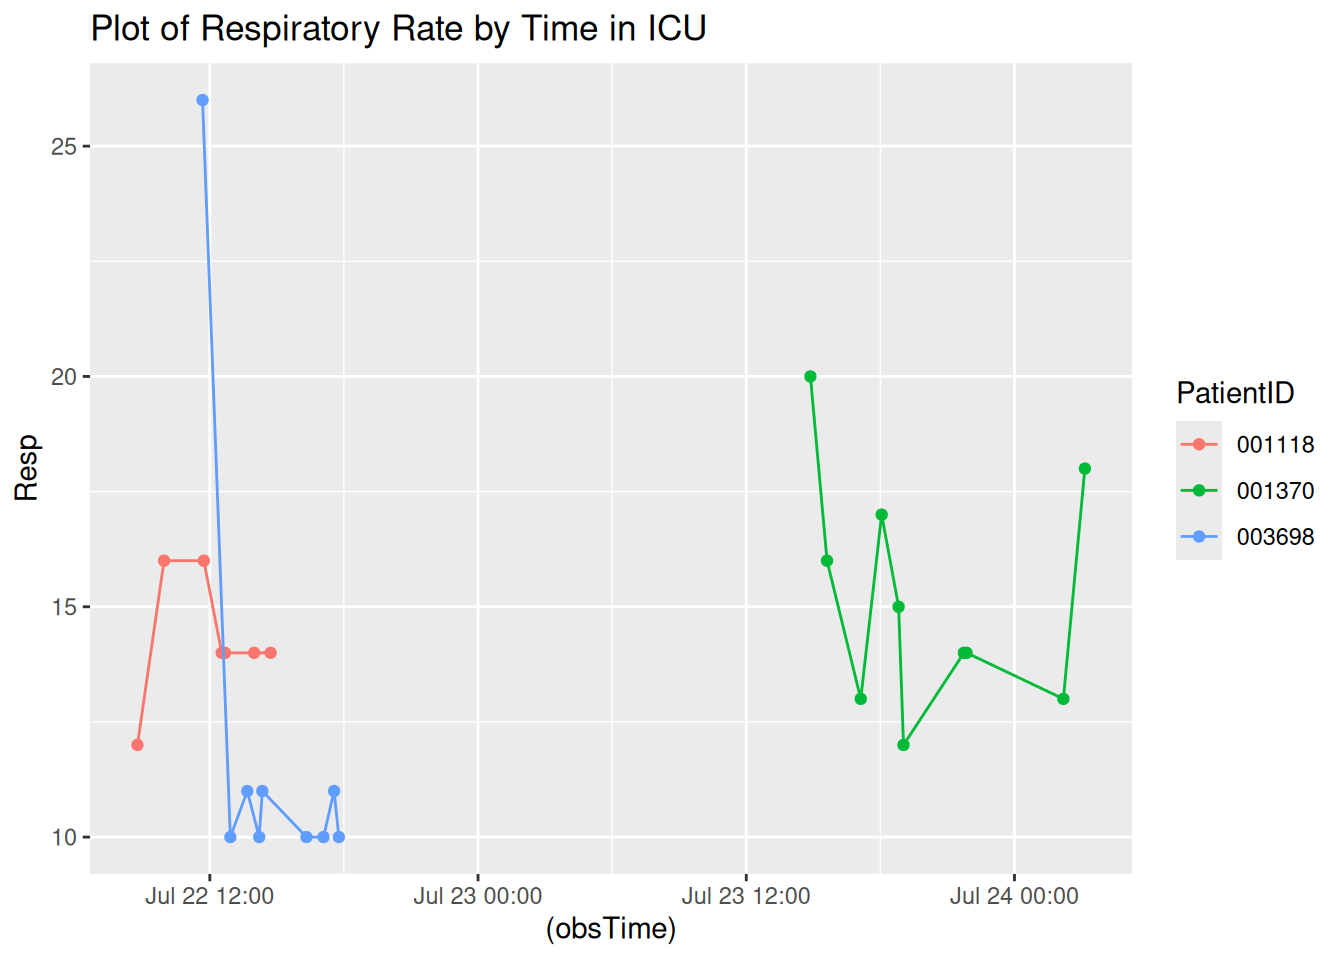 Plot of Respiratory Rate by Time in ICU
25
20
15
10
Resp
Jul 22 12:00
Jul 23 00:00
Jul 23 12:00
Jul 24 00:00
(obsTime)
PatientID
001118
001370
003698